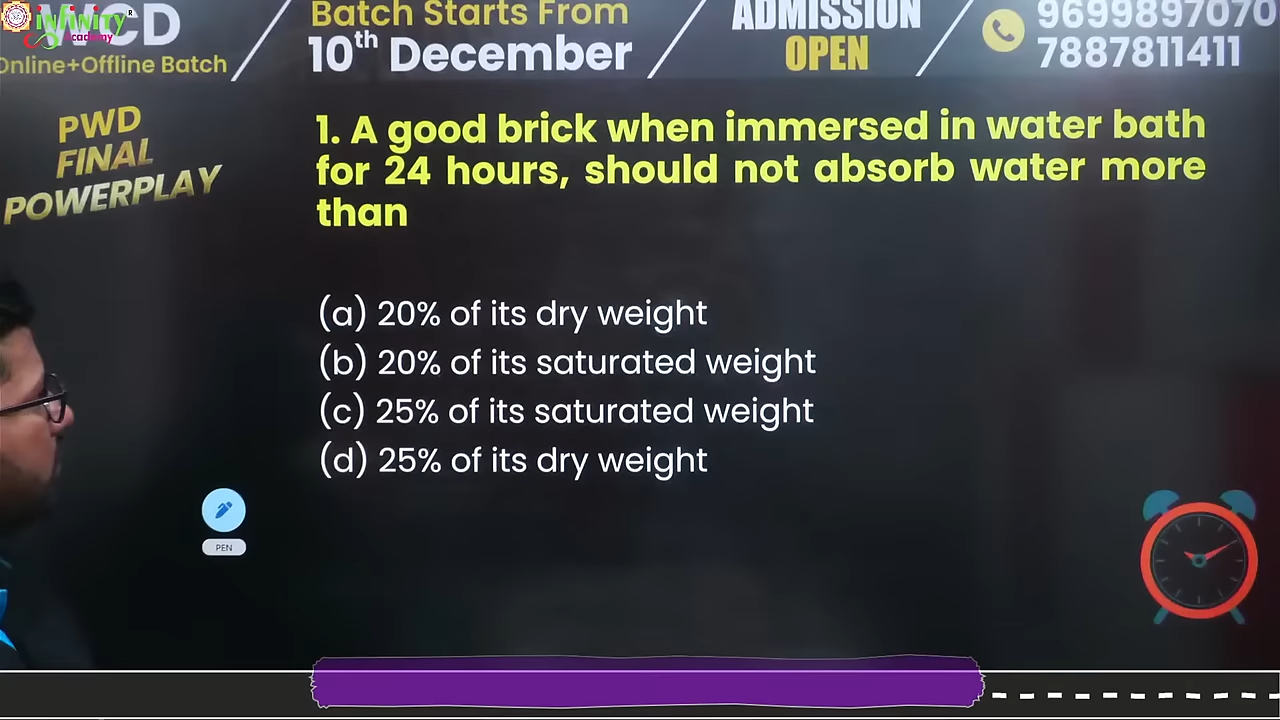 infinity
Academy
WCD
Online+Offline Batch
Batch Starts From
10th December
ADMISSION
OPEN
9699897070
7887811411
PWD
FINAL
POWERPLAY
1. A good brick when immersed in water bath
for 24 hours, should not absorb water more
than
(a) 20% of its dry weight
(b) 20% of its saturated weight
(c) 25% of its saturated weight
(d) 25% of its dry weight
PEN